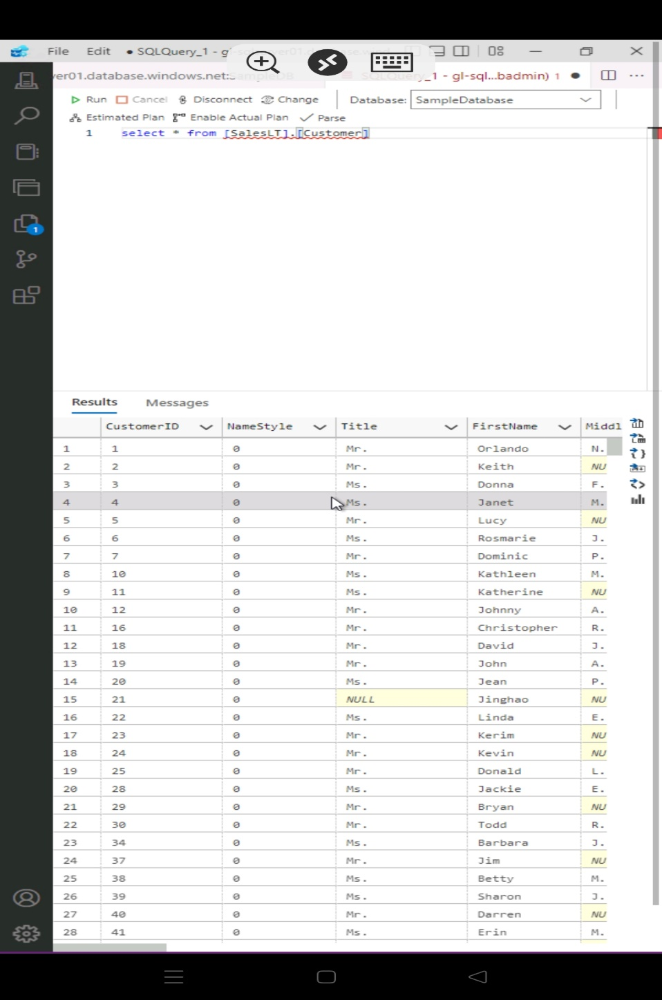 File Edit ● SQLQuery_1 - gl-sqlserver01.database.wind
ver01.database.windows.net:SampleDB SQLQuery_1 - gl-sql...badmin) 1 ● ...
Run Cancel Disconnect Change Database: SampleDatabase
Estimated Plan Enable Actual Plan Parse
1 select * from [SalesLT].[Customer]
1
Results Messages
CustomerID NameStyle Title FirstName Middl
1 1 0 Mr. Orlando N.
2 2 0 Mr. Keith NU
3 3 0 Ms. Donna F.
4 4 0 Ms. Janet M.
5 5 0 Mr. Lucy NU
6 6 0 Ms. Rosmarie J.
7 7 0 Mr. Dominic P.
8 10 0 Ms. Kathleen M.
9 11 0 Ms. Katherine NU
10 12 0 Mr. Johnny A.
11 16 0 Mr. Christopher R.
12 18 0 Mr. David J.
13 19 0 Mr. John A.
14 20 0 Ms. Jean P.
15 21 0 NULL Jinghao NU
16 22 0 Ms. Linda E.
17 23 0 Mr. Kerim NU
18 24 0 Mr. Kevin NU
19 25 0 Mr. Donald L.
20 28 0 Ms. Jackie E.
21 29 0 Mr. Bryan NU
22 30 0 Mr. Todd R.
23 34 0 Ms. Barbara J.
24 37 0 Mr. Jim NU
25 38 0 Ms. Betty M.
26 39 0 Ms. Sharon J.
27 40 0 Mr. Darren NU
28 41 0 Ms. Erin M.